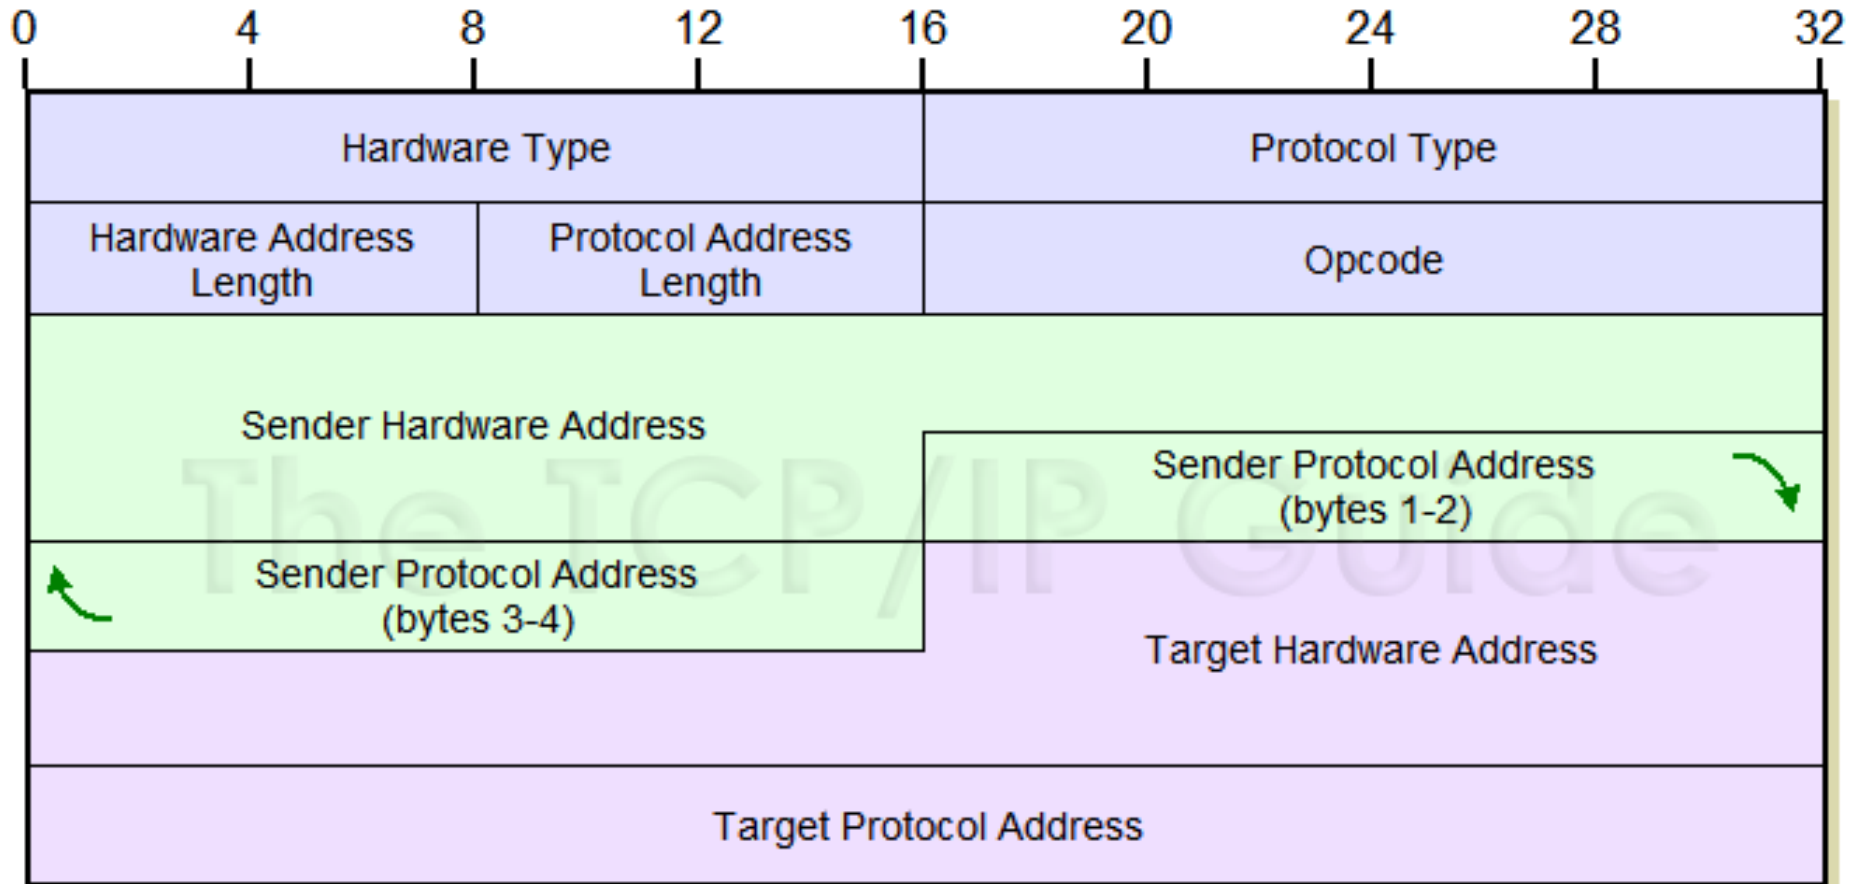 0 4 8 12 16 20 24 28 32
Hardware Type Protocol Type
Hardware Address Length Protocol Address Length Opcode
Sender Hardware Address
Sender Protocol Address
(bytes 1-2)
The TCP/IP Guide
Sender Protocol Address
(bytes 3-4)
Target Hardware Address
Target Protocol Address